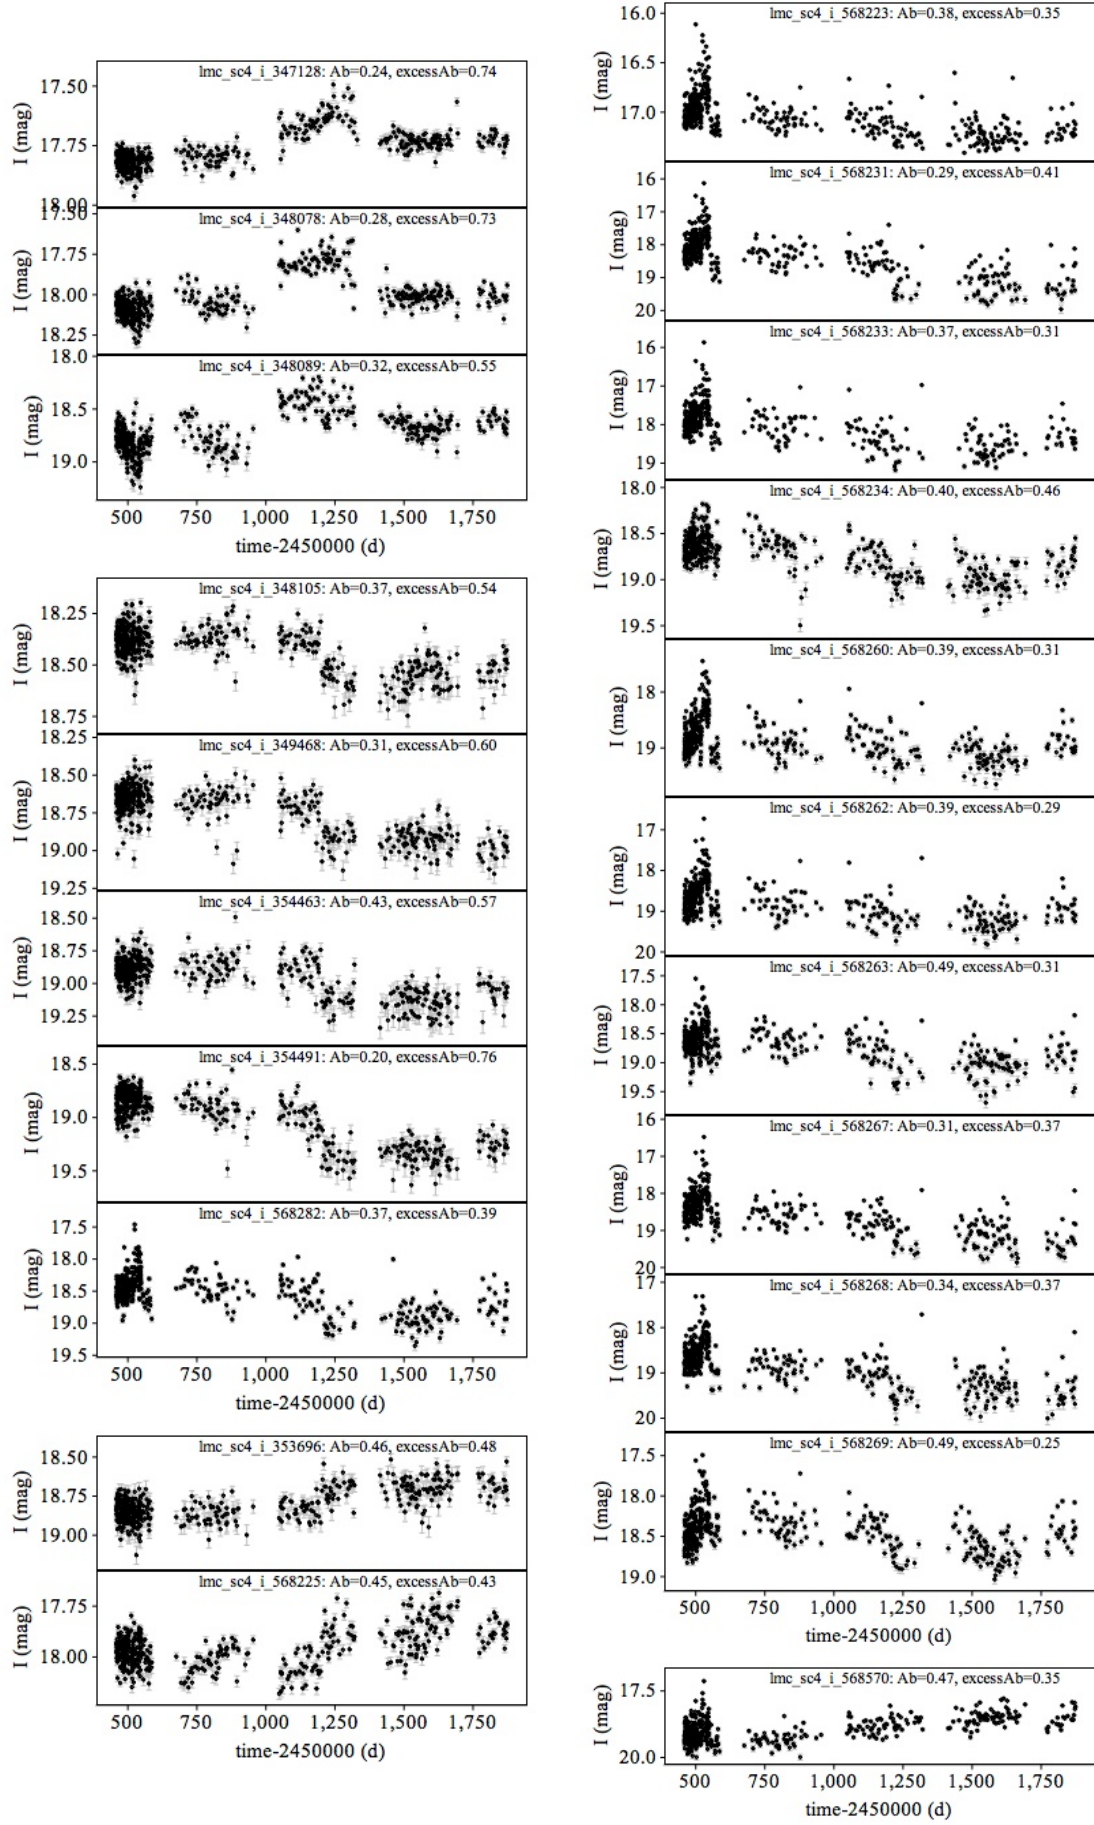 lmc_sc4_i_347128: Ab=0.24, excessAb=0.74
17.50
17.75
18.00
I (mag)
lmc_sc4_i_348078: Ab=0.28, excessAb=0.73
17.50
17.75
18.00
18.25
I (mag)
lmc_sc4_i_348089: Ab=0.32, excessAb=0.55
18.0
18.5
19.0
I (mag)
500 750 1,000 1,250 1,500 1,750
time-2450000 (d)
lmc_sc4_i_348105: Ab=0.37, excessAb=0.54
18.25
18.50
18.75
I (mag)
lmc_sc4_i_349468: Ab=0.31, excessAb=0.60
18.25
18.50
18.75
19.00
19.25
I (mag)
lmc_sc4_i_354463: Ab=0.43, excessAb=0.57
18.50
18.75
19.00
19.25
I (mag)
lmc_sc4_i_354491: Ab=0.20, excessAb=0.76
18.5
19.0
19.5
I (mag)
lmc_sc4_i_568282: Ab=0.37, excessAb=0.39
17.5
18.0
18.5
19.0
19.5
I (mag)
500 750 1,000 1,250 1,500 1,750
time-2450000 (d)
lmc_sc4_i_353696: Ab=0.46, excessAb=0.48
18.50
18.75
19.00
I (mag)
lmc_sc4_i_568225: Ab=0.45, excessAb=0.43
17.75
18.00
I (mag)
500 750 1,000 1,250 1,500 1,750
time-2450000 (d)
lmc_sc4_i_568223: Ab=0.38, excessAb=0.35
16.0
16.5
17.0
I (mag)
lmc_sc4_i_568231: Ab=0.29, excessAb=0.41
16
17
18
19
20
I (mag)
lmc_sc4_i_568233: Ab=0.37, excessAb=0.31
16
17
18
19
I (mag)
lmc_sc4_i_568234: Ab=0.40, excessAb=0.46
18.0
18.5
19.0
19.5
I (mag)
lmc_sc4_i_568260: Ab=0.39, excessAb=0.31
18
19
I (mag)
lmc_sc4_i_568262: Ab=0.39, excessAb=0.29
17
18
19
20
I (mag)
lmc_sc4_i_568263: Ab=0.49, excessAb=0.31
17.5
18.0
18.5
19.0
19.5
I (mag)
lmc_sc4_i_568267: Ab=0.31, excessAb=0.37
16
17
18
19
20
I (mag)
lmc_sc4_i_568268: Ab=0.34, excessAb=0.37
17
18
19
20
I (mag)
lmc_sc4_i_568269: Ab=0.49, excessAb=0.25
17.5
18.0
18.5
19.0
I (mag)
500 750 1,000 1,250 1,500 1,750
time-2450000 (d)
lmc_sc4_i_568570: Ab=0.47, excessAb=0.35
17.5
20.0
I (mag)
500 750 1,000 1,250 1,500 1,750
time-2450000 (d)